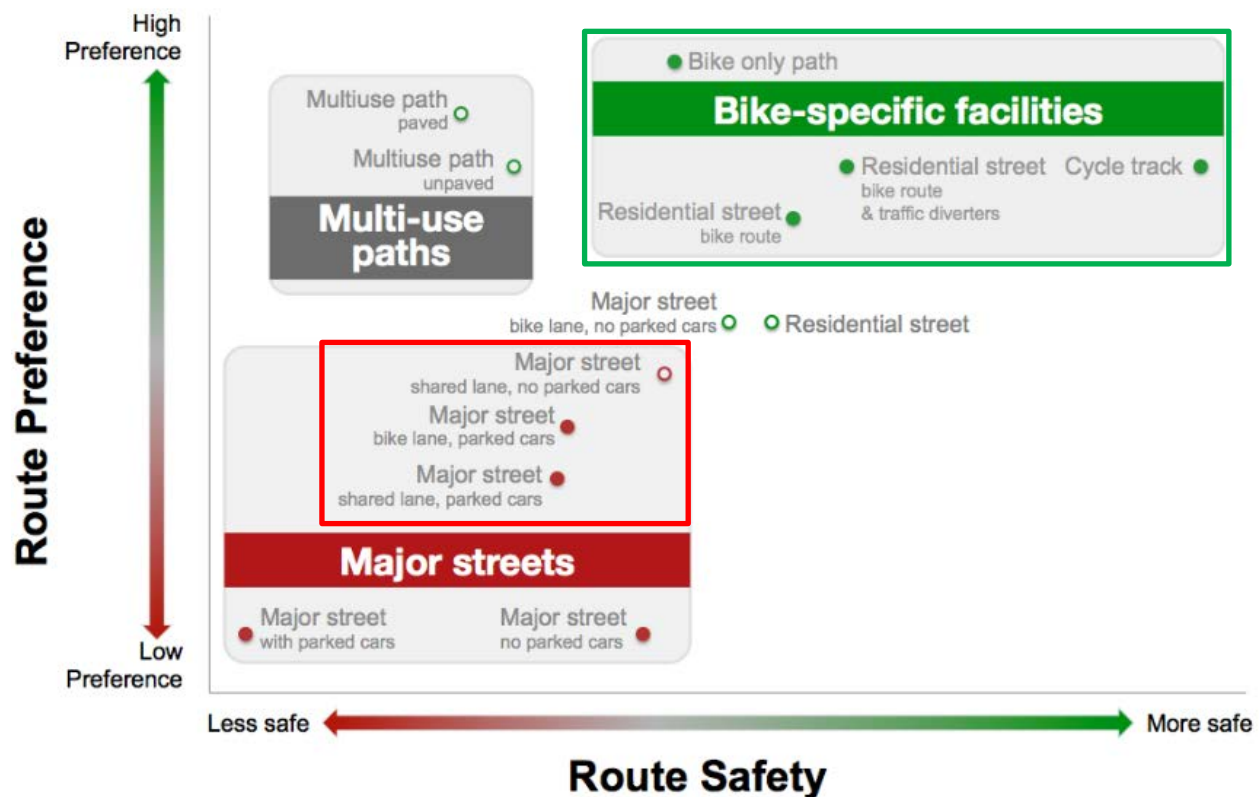 High
Preference
Bike only path
Multiuse path
paved
Bike-specific facilities
Multiuse path
unpaved
Residential street
bike route
& traffic diverters
Cycle track
Multi-use
paths
Residential street
bike route
Route Preference
Major street
bike lane, no parked cars
Residential street
Major street
shared lane, no parked cars
Major street
bike lane, parked cars
Major street
shared lane, parked cars
Major streets
Major street
with parked cars
Major street
no parked cars
Low
Preference
Less safe
More safe
Route Safety